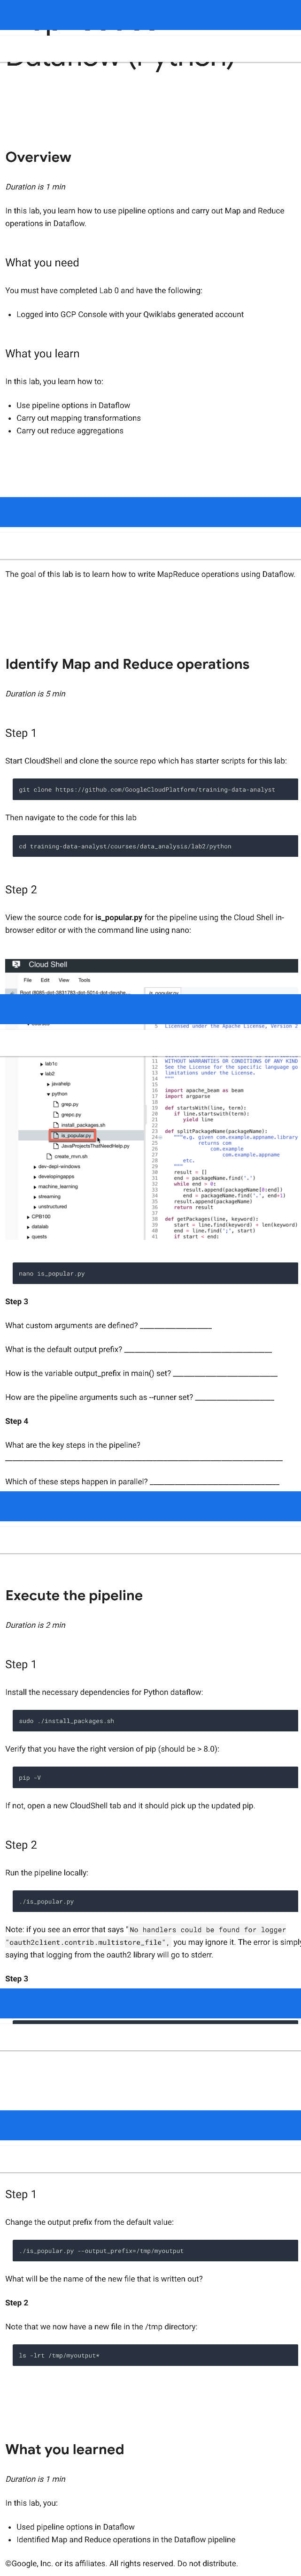 Dataflow (Python)
Overview
Duration is 1 min
In this lab, you learn how to use pipeline options and carry out Map and Reduce
operations in Dataflow.
What you need
You must have completed Lab 0 and have the following:
• Logged into GCP Console with your Qwiklabs generated account
What you learn
In this lab, you learn how to:
• Use pipeline options in Dataflow
• Carry out mapping transformations
• Carry out reduce aggregations
The goal of this lab is to learn how to write MapReduce operations using Dataflow.
Identify Map and Reduce operations
Duration is 5 min
Step 1
Start CloudShell and clone the source repo which has starter scripts for this lab:
git clone https://github.com/GoogleCloudPlatform/training-data-analyst
Then navigate to the code for this lab
cd training-data-analyst/courses/data_analysis/lab2/python
Step 2
View the source code for is_popular.py for the pipeline using the Cloud Shell in-
browser editor or with the command line using nano:
Cloud Shell
File Edit View Tools
5 Licensed under the Apache License, Version 2
lab1c
lab2
javahelp
python
grep.py
grepc.py
install_packages.sh
is_popular.py
JavaProjectsThatNeedHelp.py
create_mvn.sh
dev-dapi-windows
developingapps
machine_learning
streaming
unstructured
CPB100
datalab
quests
11 WITHOUT WARRANTIES OR CONDITIONS OF ANY KIND
12 See the License for the specific language go
13 limitations under the License.
14 """
15
16 import apache_beam as beam
17 import argparse
18
19 def startsWith(line, term):
20 if line.startswith(term):
21 yield line
22
23 def splitPackageName(packageName):
24 """e.g. given com.example.appname.library
25 returns com
26 com.example
27 com.example.appname
28 etc.
29 """
30 result = []
31 end = packageName.find('.')
32 while end > 0:
33 result.append(packageName[0:end])
34 end = packageName.find('.', end+1)
35 result.append(packageName)
36 return result
37
38 def getPackages(line, keyword):
39 start = line.find(keyword) + len(keyword)
40 end = line.find(';', start)
41 if start < end:
nano is_popular.py
Step 3
What custom arguments are defined? ____________________
What is the default output prefix? ____________________
How is the variable output_prefix in main() set? ____________________
How are the pipeline arguments such as --runner set? ____________________
Step 4
What are the key steps in the pipeline?
____________________
Which of these steps happen in parallel? ____________________
Execute the pipeline
Duration is 2 min
Step 1
Install the necessary dependencies for Python dataflow:
sudo ./install_packages.sh
Verify that you have the right version of pip (should be > 8.0):
pip -V
If not, open a new CloudShell tab and it should pick up the updated pip.
Step 2
Run the pipeline locally:
./is_popular.py
Note: if you see an error that says "No handlers could be found for logger
"oauth2client.contrib.multistore_file", you may ignore it. The error is simply
saying that logging from the oauth2 library will go to stderr.
Step 3
Step 1
Change the output prefix from the default value:
./is_popular.py --output_prefix=/tmp/myoutput
What will be the name of the new file that is written out?
Step 2
Note that we now have a new file in the /tmp directory:
ls -lrt /tmp/myoutput*
What you learned
Duration is 1 min
In this lab, you:
• Used pipeline options in Dataflow
• Identified Map and Reduce operations in the Dataflow pipeline
©Google, Inc. or its affiliates. All rights reserved. Do not distribute.